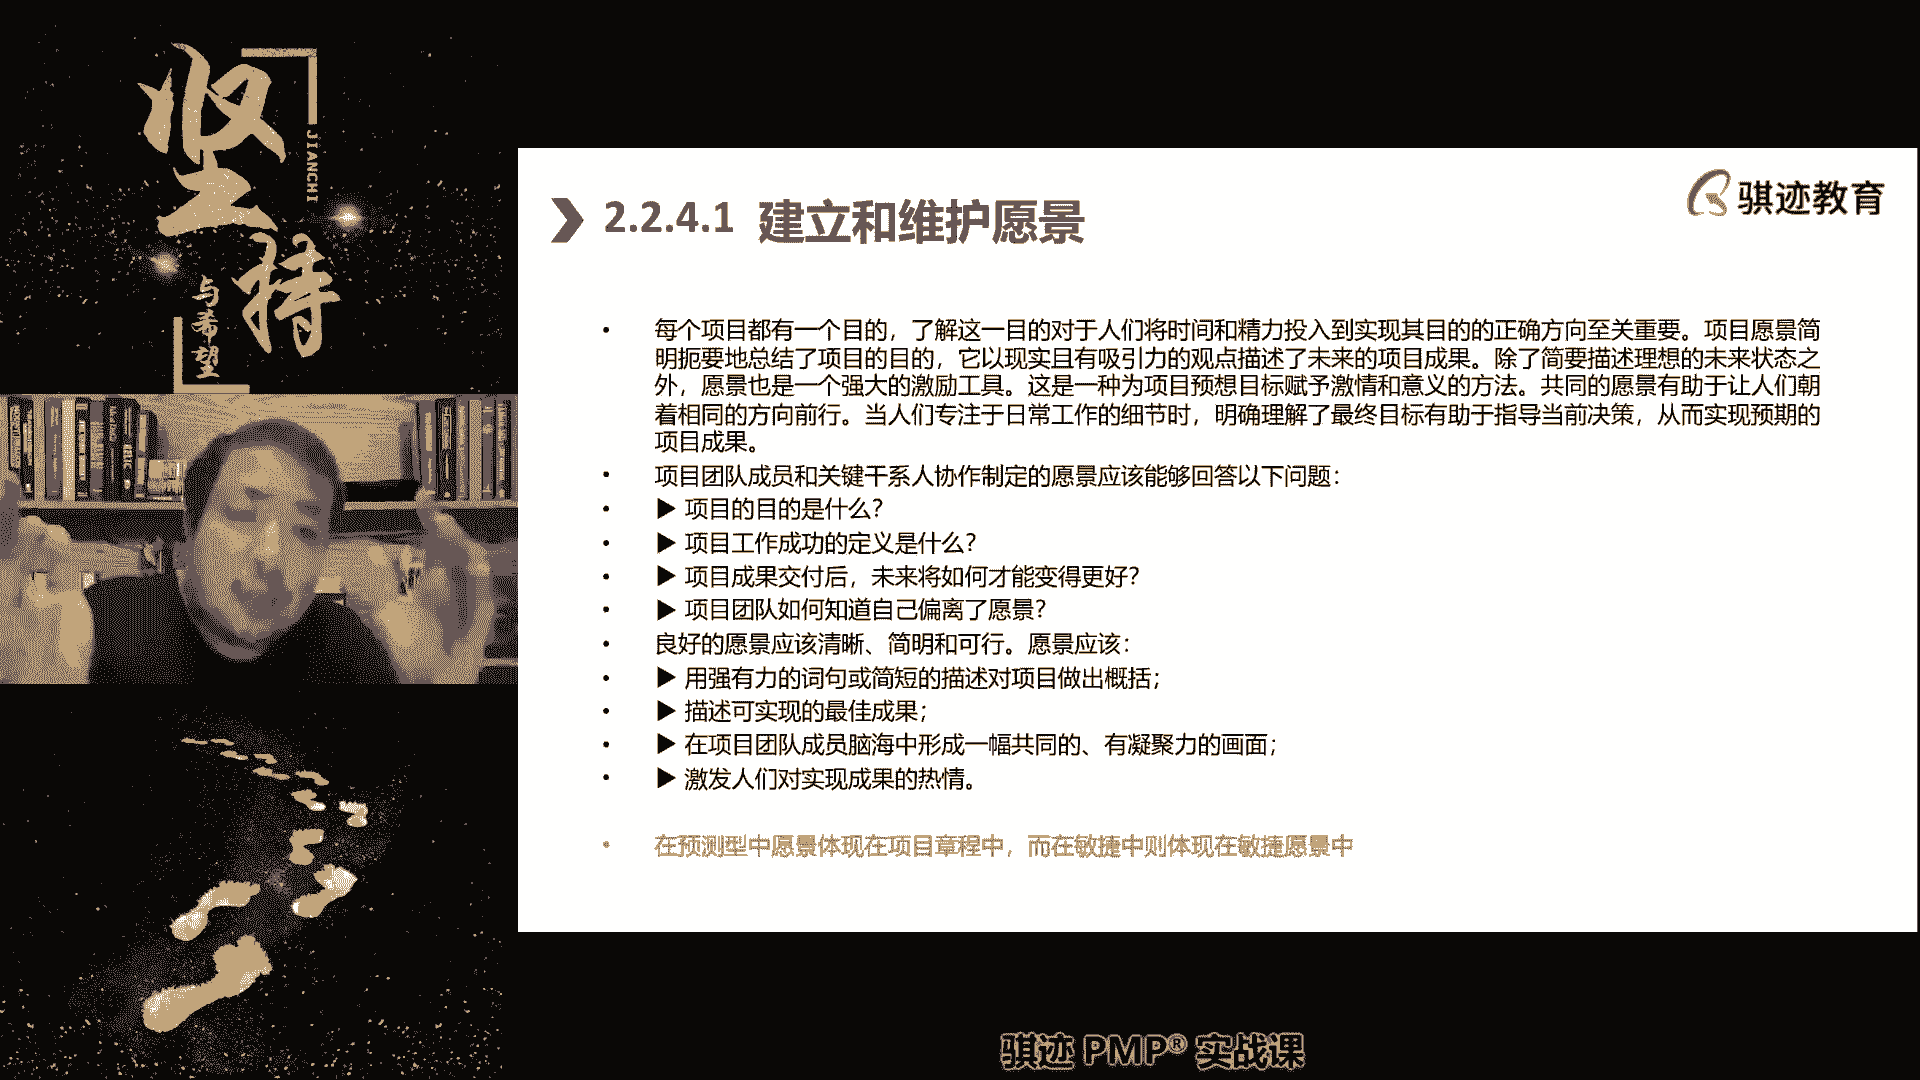 坚持
JIANCHI
与希望
骐迹教育
2.2.4.1 建立和维护愿景
• 每个项目都有一个目的，了解这一目的对于人们将时间和精力投入到实现其目的的正确方向至关重要。项目愿景简
明扼要地总结了项目的目的，它以现实且有吸引力的观点描述了未来的项目成果。除了简要描述理想的未来状态之
外，愿景也是一个强大的激励工具。这是一种为项目预想目标赋予激情和意义的方法。共同的愿景有助于让人们朝
着相同的方向前行。当人们专注于日常工作的细节时，明确理解了最终目标有助于指导当前决策，从而实现预期的
项目成果。
• 项目团队成员和关键干系人协作制定的愿景应该能够回答以下问题：
• ▶ 项目的目的是什么？
• ▶ 项目工作成功的定义是什么？
• ▶ 项目成果交付后，未来将如何才能变得更好？
• ▶ 项目团队如何知道自己偏离了愿景？
• 良好的愿景应该清晰、简明和可行。愿景应该：
• ▶ 用强有力的词句或简短的描述对项目做出概括；
• ▶ 描述可实现的最佳成果；
• ▶ 在项目团队成员脑海中形成一幅共同的、有凝聚力的画面；
• ▶ 激发人们对实现成果的热情。
• 在预测型中愿景体现在项目章程中，而在敏捷中则体现在敏捷愿景中
骐迹 PMP® 实战课